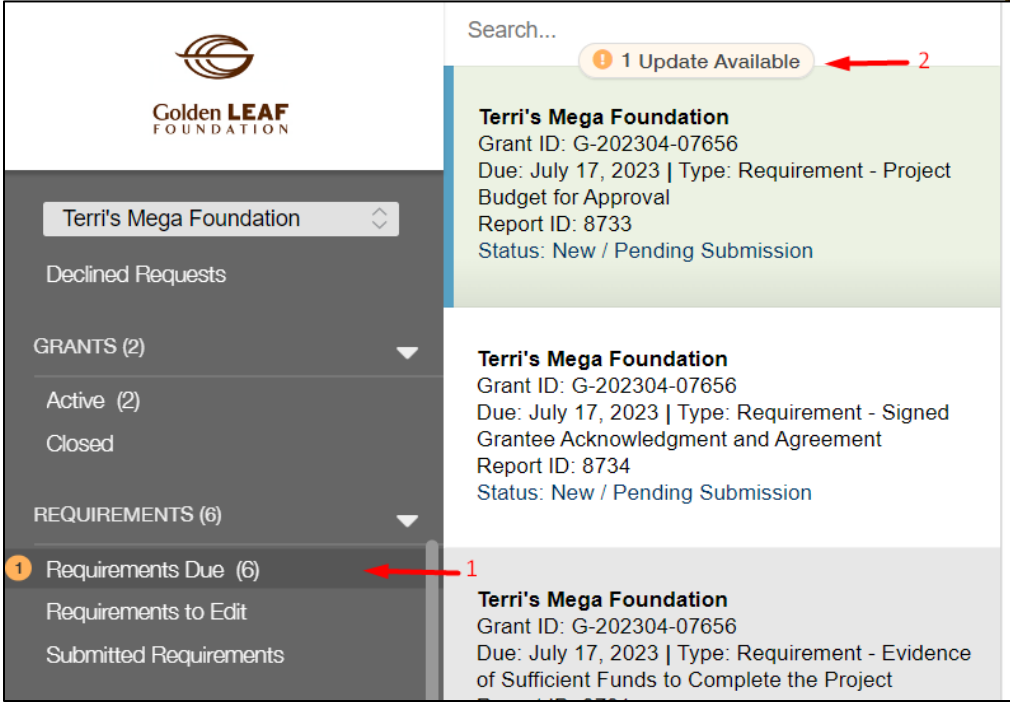 Golden LEAF
FOUNDATION
Terri's Mega Foundation
Declined Requests
GRANTS (2)
Active (2)
Closed
REQUIREMENTS (6)
1
Requirements Due (6)
1
Requirements to Edit
Submitted Requirements
Search...
! 1 Update Available
2
Terri's Mega Foundation
Grant ID: G-202304-07656
Due: July 17, 2023 | Type: Requirement - Project
Budget for Approval
Report ID: 8733
Status: New / Pending Submission
Terri's Mega Foundation
Grant ID: G-202304-07656
Due: July 17, 2023 | Type: Requirement - Signed
Grantee Acknowledgment and Agreement
Report ID: 8734
Status: New / Pending Submission
Terri's Mega Foundation
Grant ID: G-202304-07656
Due: July 17, 2023 | Type: Requirement - Evidence
of Sufficient Funds to Complete the Project